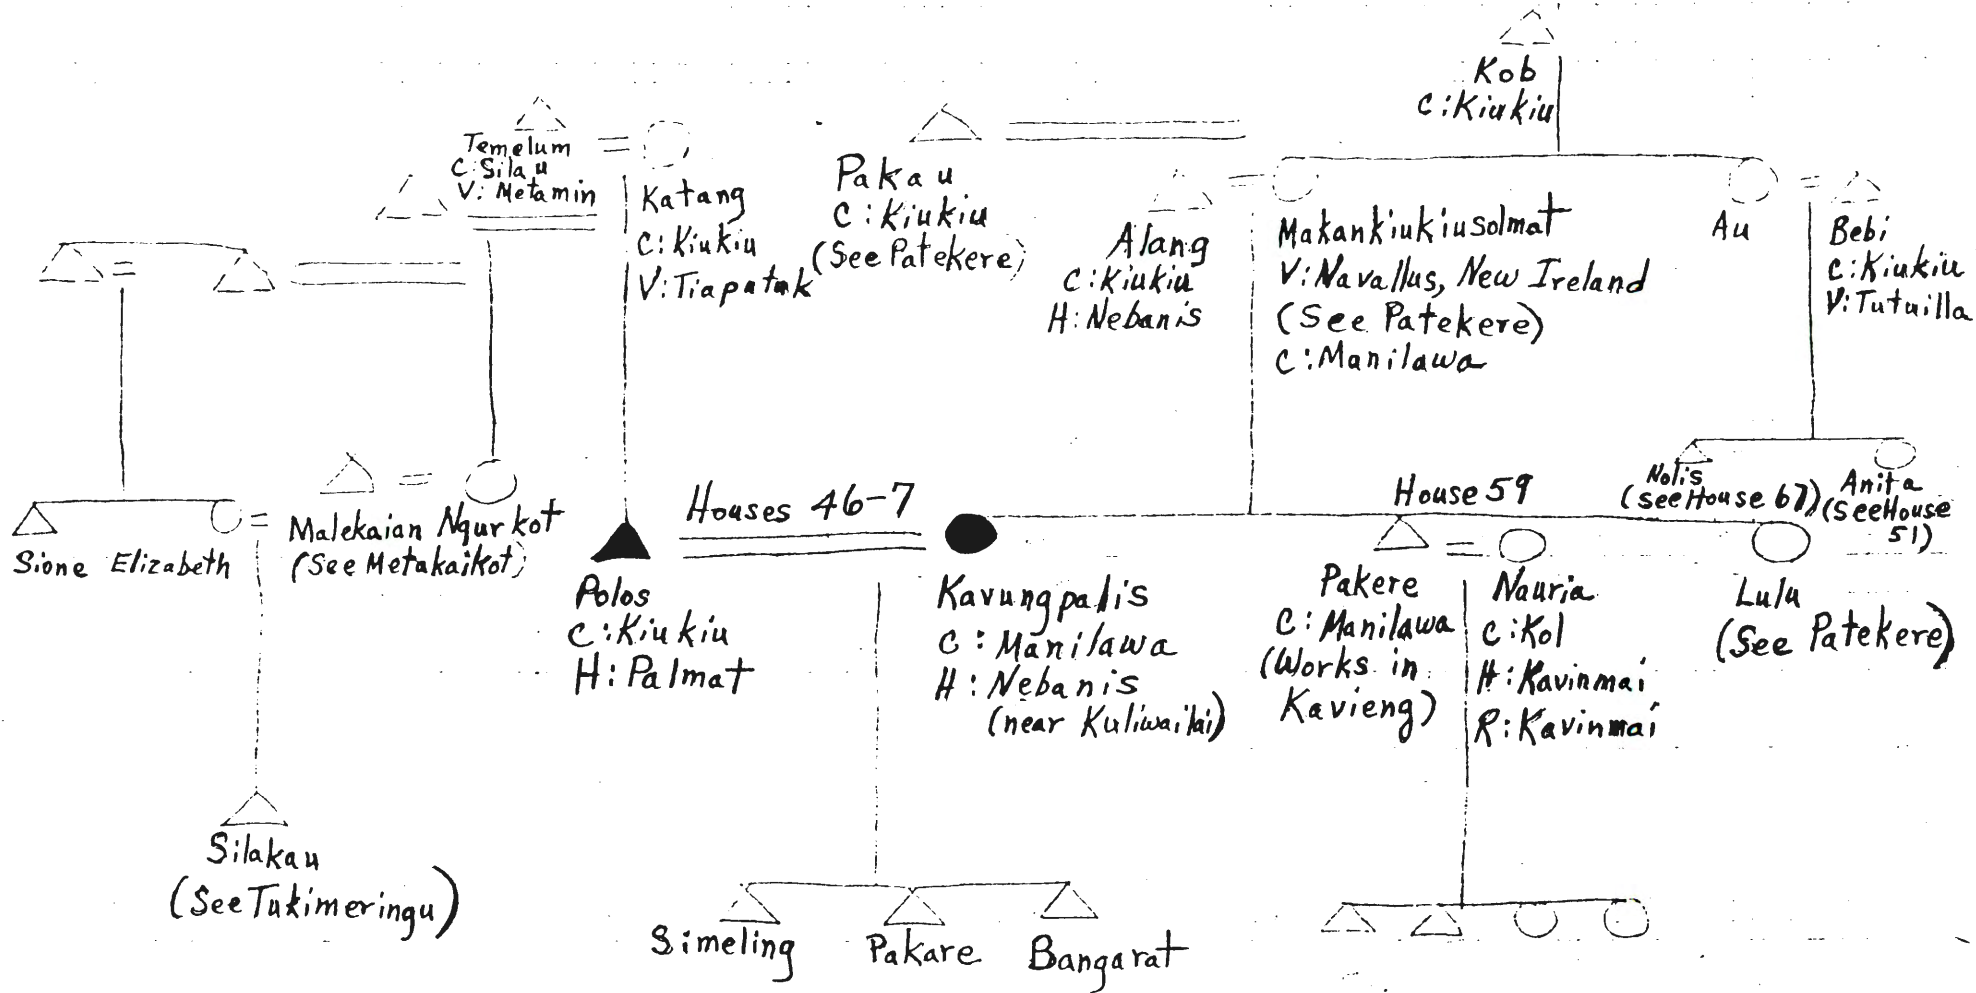 Kob
C:Kiukiu
Temelum
C:Silau
V:Metamin
Katang
C:Kiukiu
V:Tiapatuk
Pakau
C:Kiukiu
(See Patekere)
Alang
C:Kiukiu
H:Nebanis
Makankiukiusolmat
V:Navallus, New Ireland
(See Patekere)
C:Manilawa
Au
Bebi
C:Kiukiu
V:Tutuilla
Nolis
(see House 67)
Anita
(See House
51)
Sione Elizabeth
Malekaian Ngurkot
(See Metakaikot)
Houses 46-7
House 59
Polos
C:Kiukiu
H:Palmat
Kavungpalis
C:Manilawa
H:Nebanis
(near Kuliwailai)
Pakere
C:Manilawa
(Works in
Kavieng)
Nauria
C:Kol
H:Kavinmai
R:Kavinmai
Lulu
(See Patekere)
Silakau
(See Tukimeringu)
Simeling Pakare Bangarat